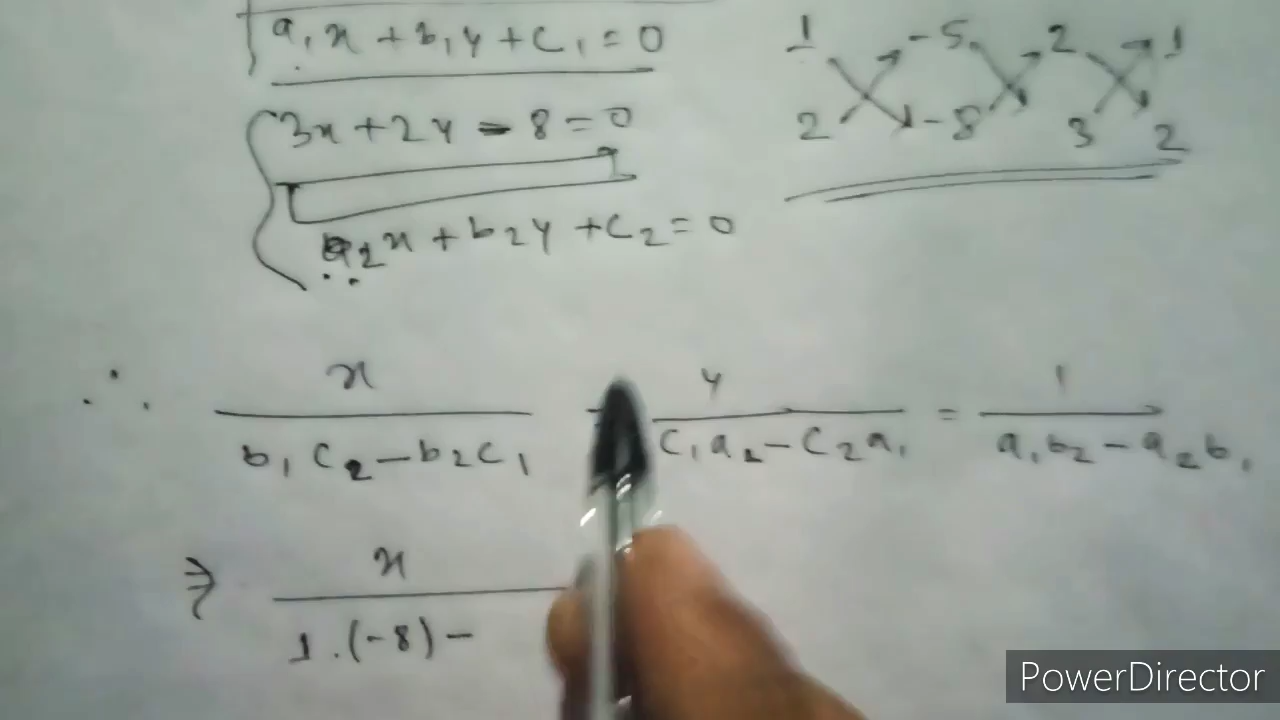 a₁x + b₁y + c₁ = 0
3x + 2y - 8 = 0
a₂x + b₂y + c₂ = 0
1 -5 2 1
2 -8 3 2
∴ x / b₁c₂ - b₂c₁ = y / c₁a₂ - c₂a₁ = 1 / a₁b₂ - a₂b₁
⇒ x / 1.(-8) -
PowerDirector